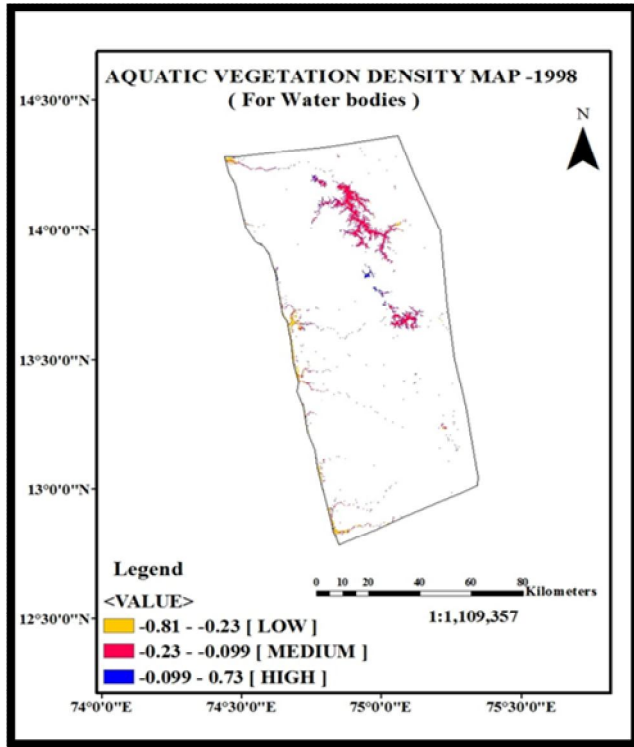 AQUATIC VEGETATION DENSITY MAP -1998
( For Water bodies )
14°30'0"N
N
14°0'0"N
13°30'0"N
13°0'0"N
12°30'0"N
Legend
<VALUE>
-0.81 - -0.23 [ LOW ]
-0.23 - -0.099 [ MEDIUM ]
-0.099 - 0.73 [ HIGH ]
0 5 10 20 40 60 80
Kilometers
1:1,109,357
74°0'0"E 74°30'0"E 75°0'0"E 75°30'0"E